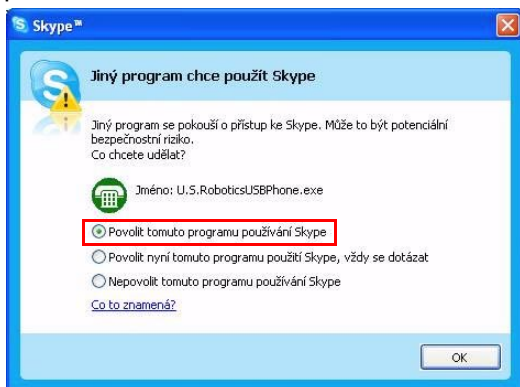 Skype™
Jiný program chce použít Skype
Jiný program se pokouší o přístup ke Skype. Může to být potenciální
bezpečnostní riziko.
Co chcete udělat?
Jméno: U.S.RoboticsUSBPhone.exe
Povolit tomuto programu používání Skype
Povolit nyní tomuto programu použití Skype, vždy se dotázat
Nepovolit tomuto programu používání Skype
Co to znamená?
OK